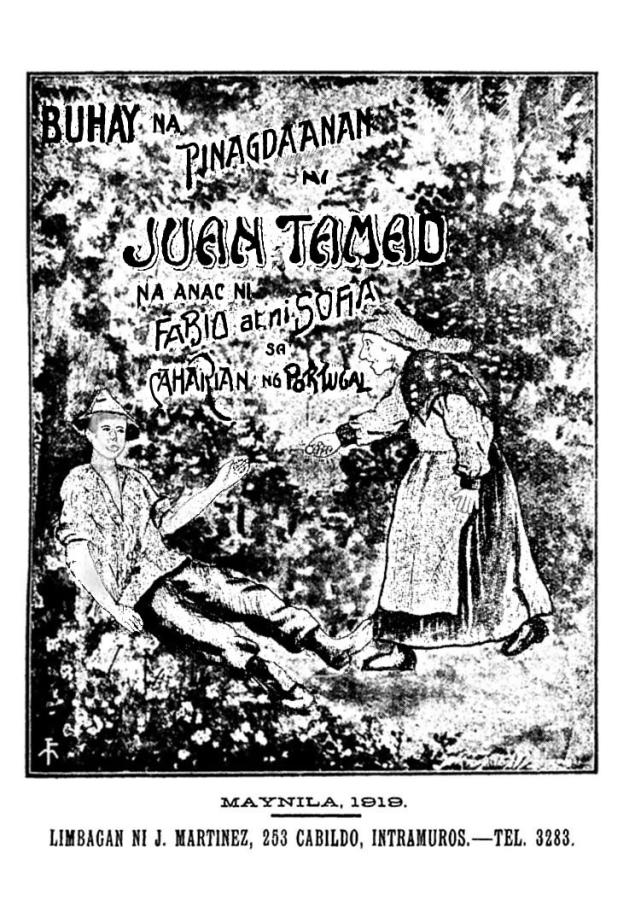 BUHAY NA
PINAGDAANAN
NI
JUAN TAMAD
NA ANAC NI
FABIO at ni SOFIA
SA
CAHARIAN NG PORTUGAL
MAYNILA, 1919.
LIMBAGAN NI J. MARTINEZ, 253 CABILDO, INTRAMUROS.—TEL. 3283.